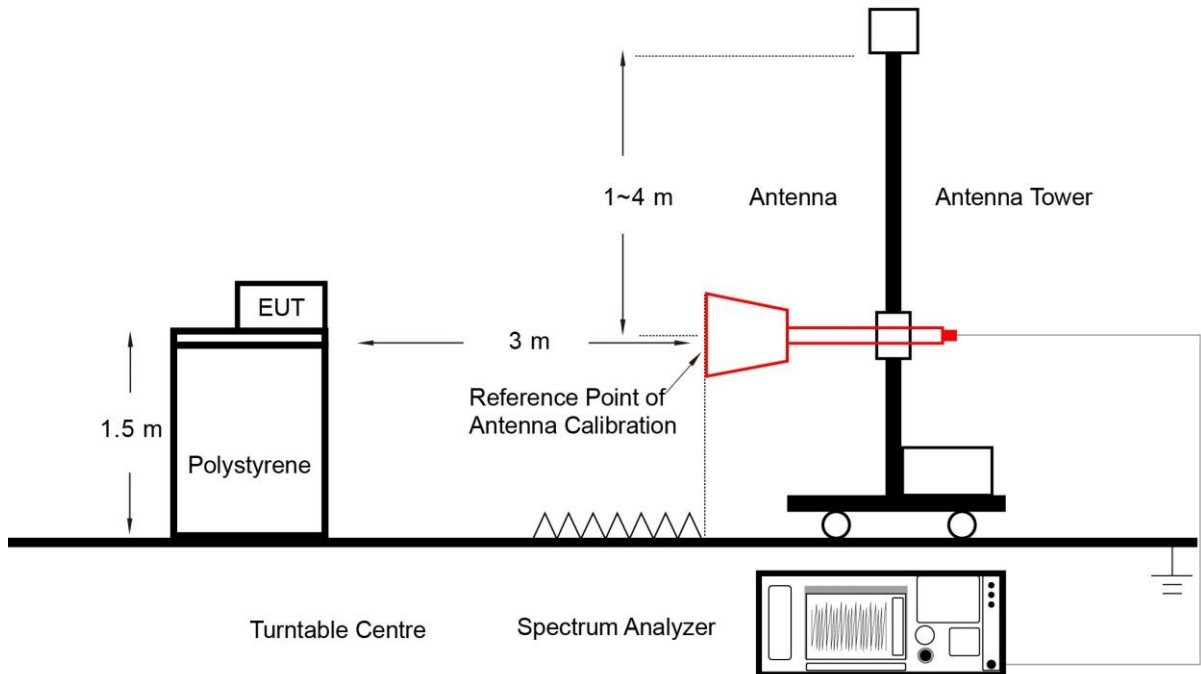 1~4 m
Antenna
Antenna Tower
EUT
3 m
Reference Point of
Antenna Calibration
1.5 m
Polystyrene
Turntable Centre
Spectrum Analyzer